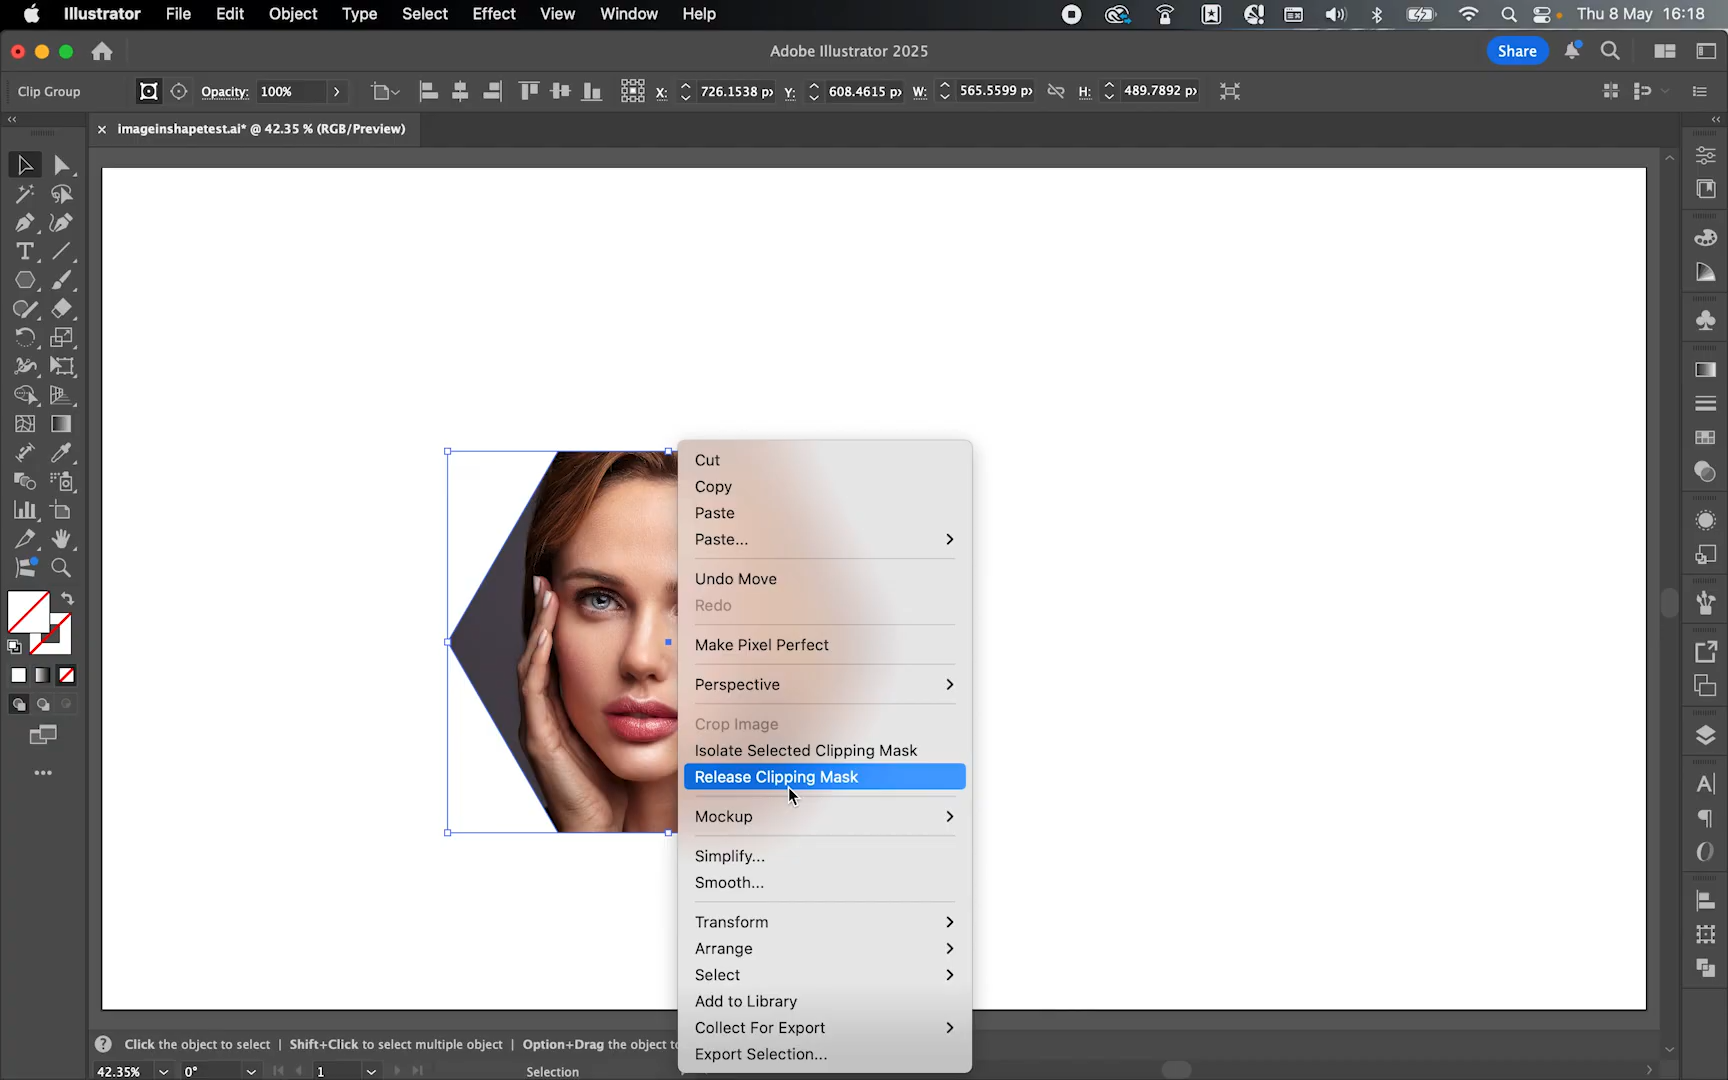 Illustrator File Edit Object Type Select Effect View Window Help Thu 8 May 16:18
Adobe Illustrator 2025 Share
Clip Group Opacity: 100% X: 726.1538 p Y: 608.4615 p W: 565.5599 p H: 489.7892 p
imageinshapetest.ai* @ 42.35 % (RGB/Preview)
Cut
Copy
Paste
Paste...
Undo Move
Redo
Make Pixel Perfect
Perspective
Crop Image
Isolate Selected Clipping Mask
Release Clipping Mask
Mockup
Simplify...
Smooth...
Transform
Arrange
Select
Add to Library
Collect For Export
Export Selection...
Click the object to select | Shift+Click to select multiple object | Option+Drag the object to
42.35% 0° 1 Selection